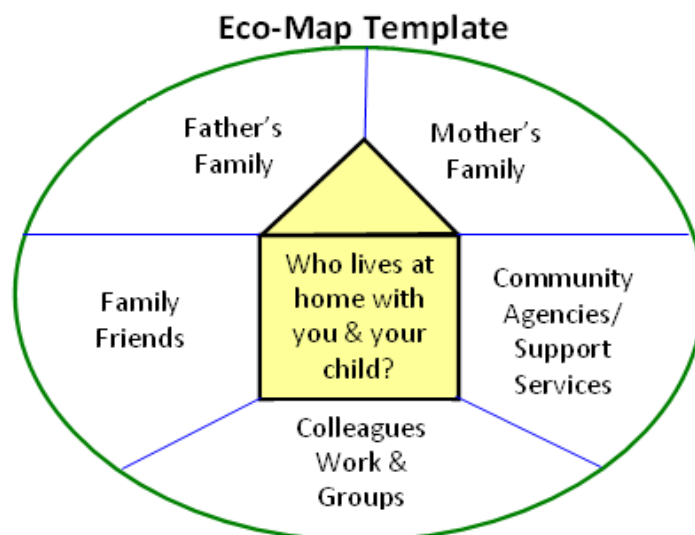 Eco-Map Template
Father's
Family
Mother's
Family
Who lives at
home with
you & your
child?
Family
Friends
Community
Agencies/
Support
Services
Colleagues
Work &
Groups